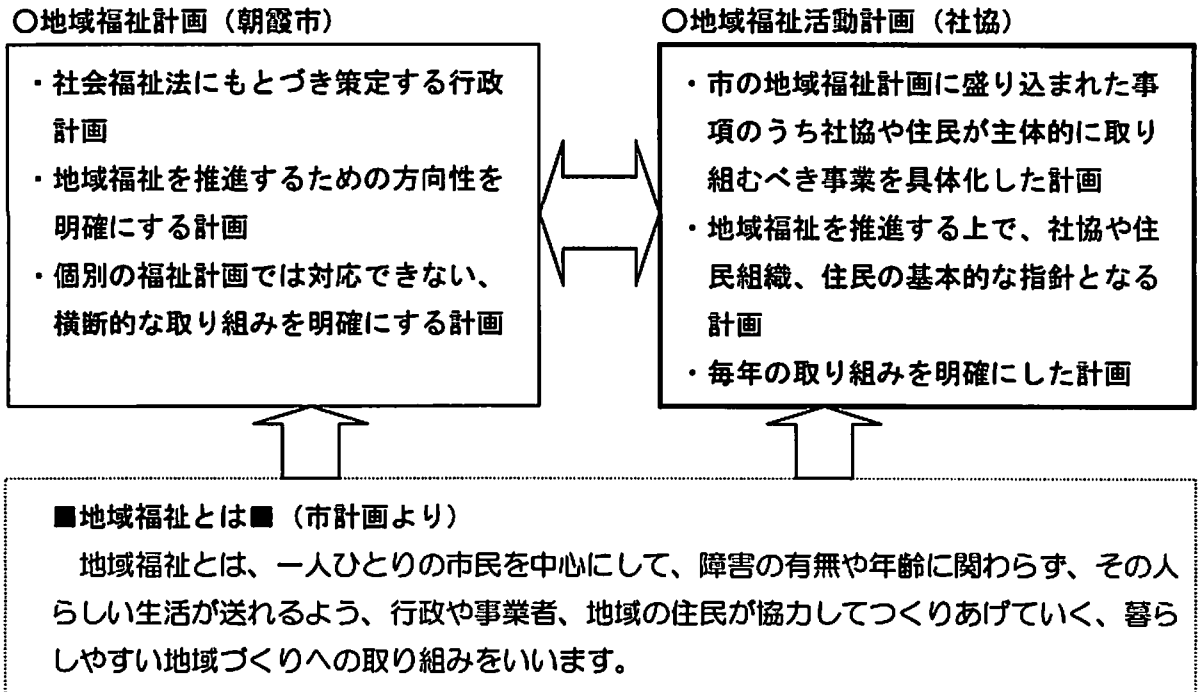 ○地域福祉計画（朝霞市）
・社会福祉法にもとづき策定する行政
計画
・地域福祉を推進するための方向性を
明確にする計画
・個別の福祉計画では対応できない、
横断的な取り組みを明確にする計画
○地域福祉活動計画（社協）
・市の地域福祉計画に盛り込まれた事
項のうち社協や住民が主体的に取り
組むべき事業を具体化した計画
・地域福祉を推進する上で、社協や住
民組織、住民の基本的な指針となる
計画
・毎年の取り組みを明確にした計画
■地域福祉とは■（市計画より）
地域福祉とは、一人ひとりの市民を中心にして、障害の有無や年齢に関わらず、その人
らしい生活が送れるよう、行政や事業者、地域の住民が協力してつくりあげていく、暮ら
しやすい地域づくりへの取り組みをいいます。